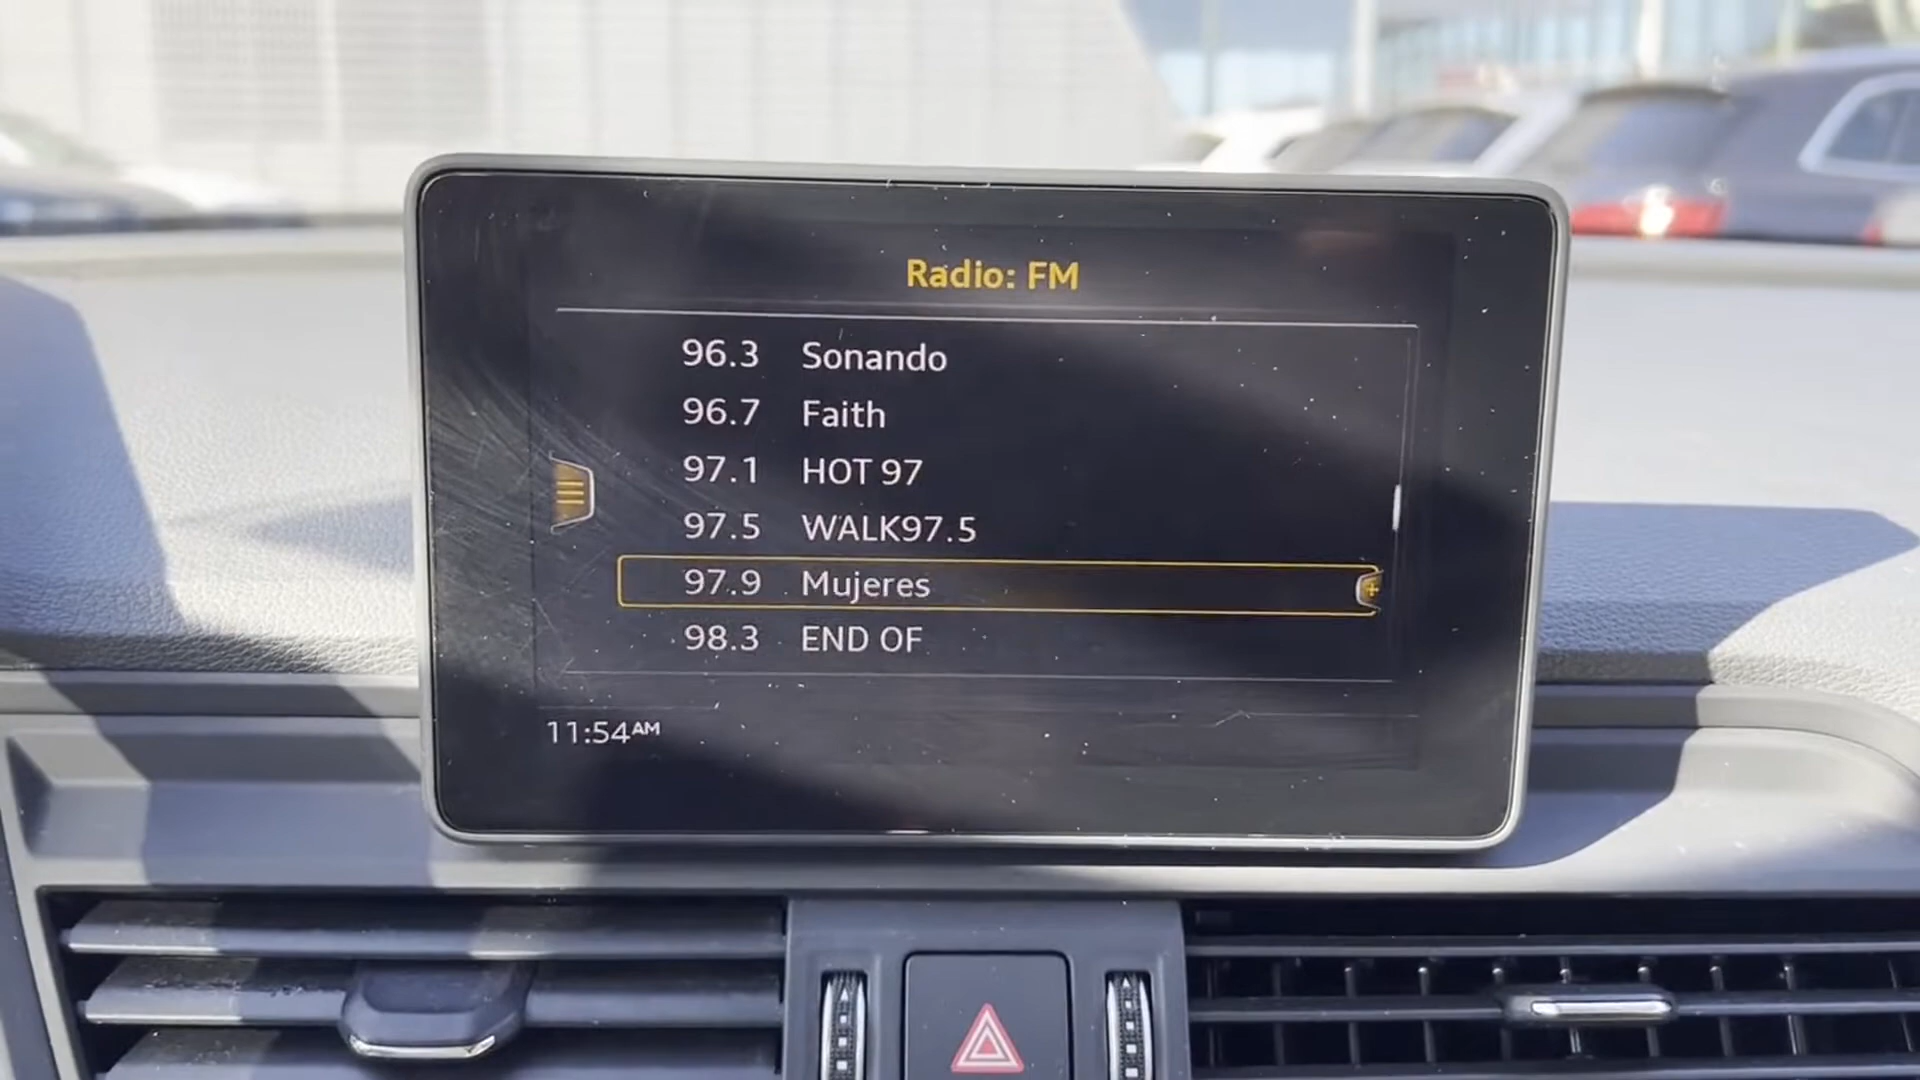 Radio: FM
96.3 Sonando
96.7 Faith
97.1 HOT 97
97.5 WALK97.5
97.9 Mujeres
98.3 END OF
11:54AM